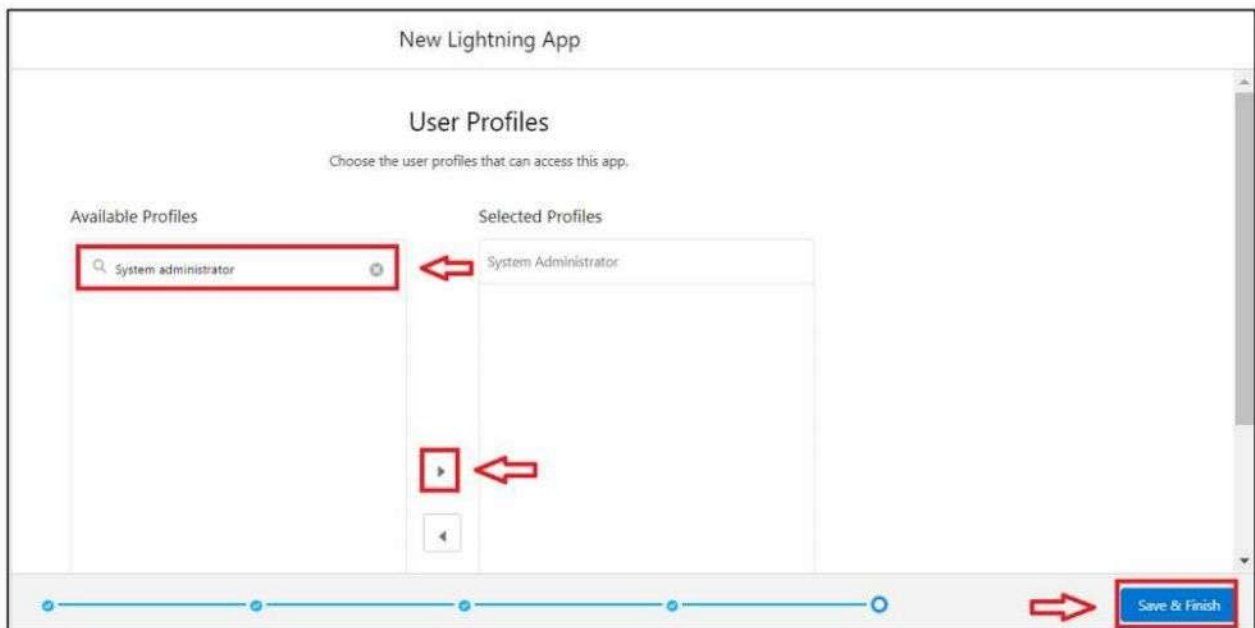 New Lightning App
User Profiles
Choose the user profiles that can access this app.
Available Profiles
Selected Profiles
System administrator
System Administrator
Save & Finish